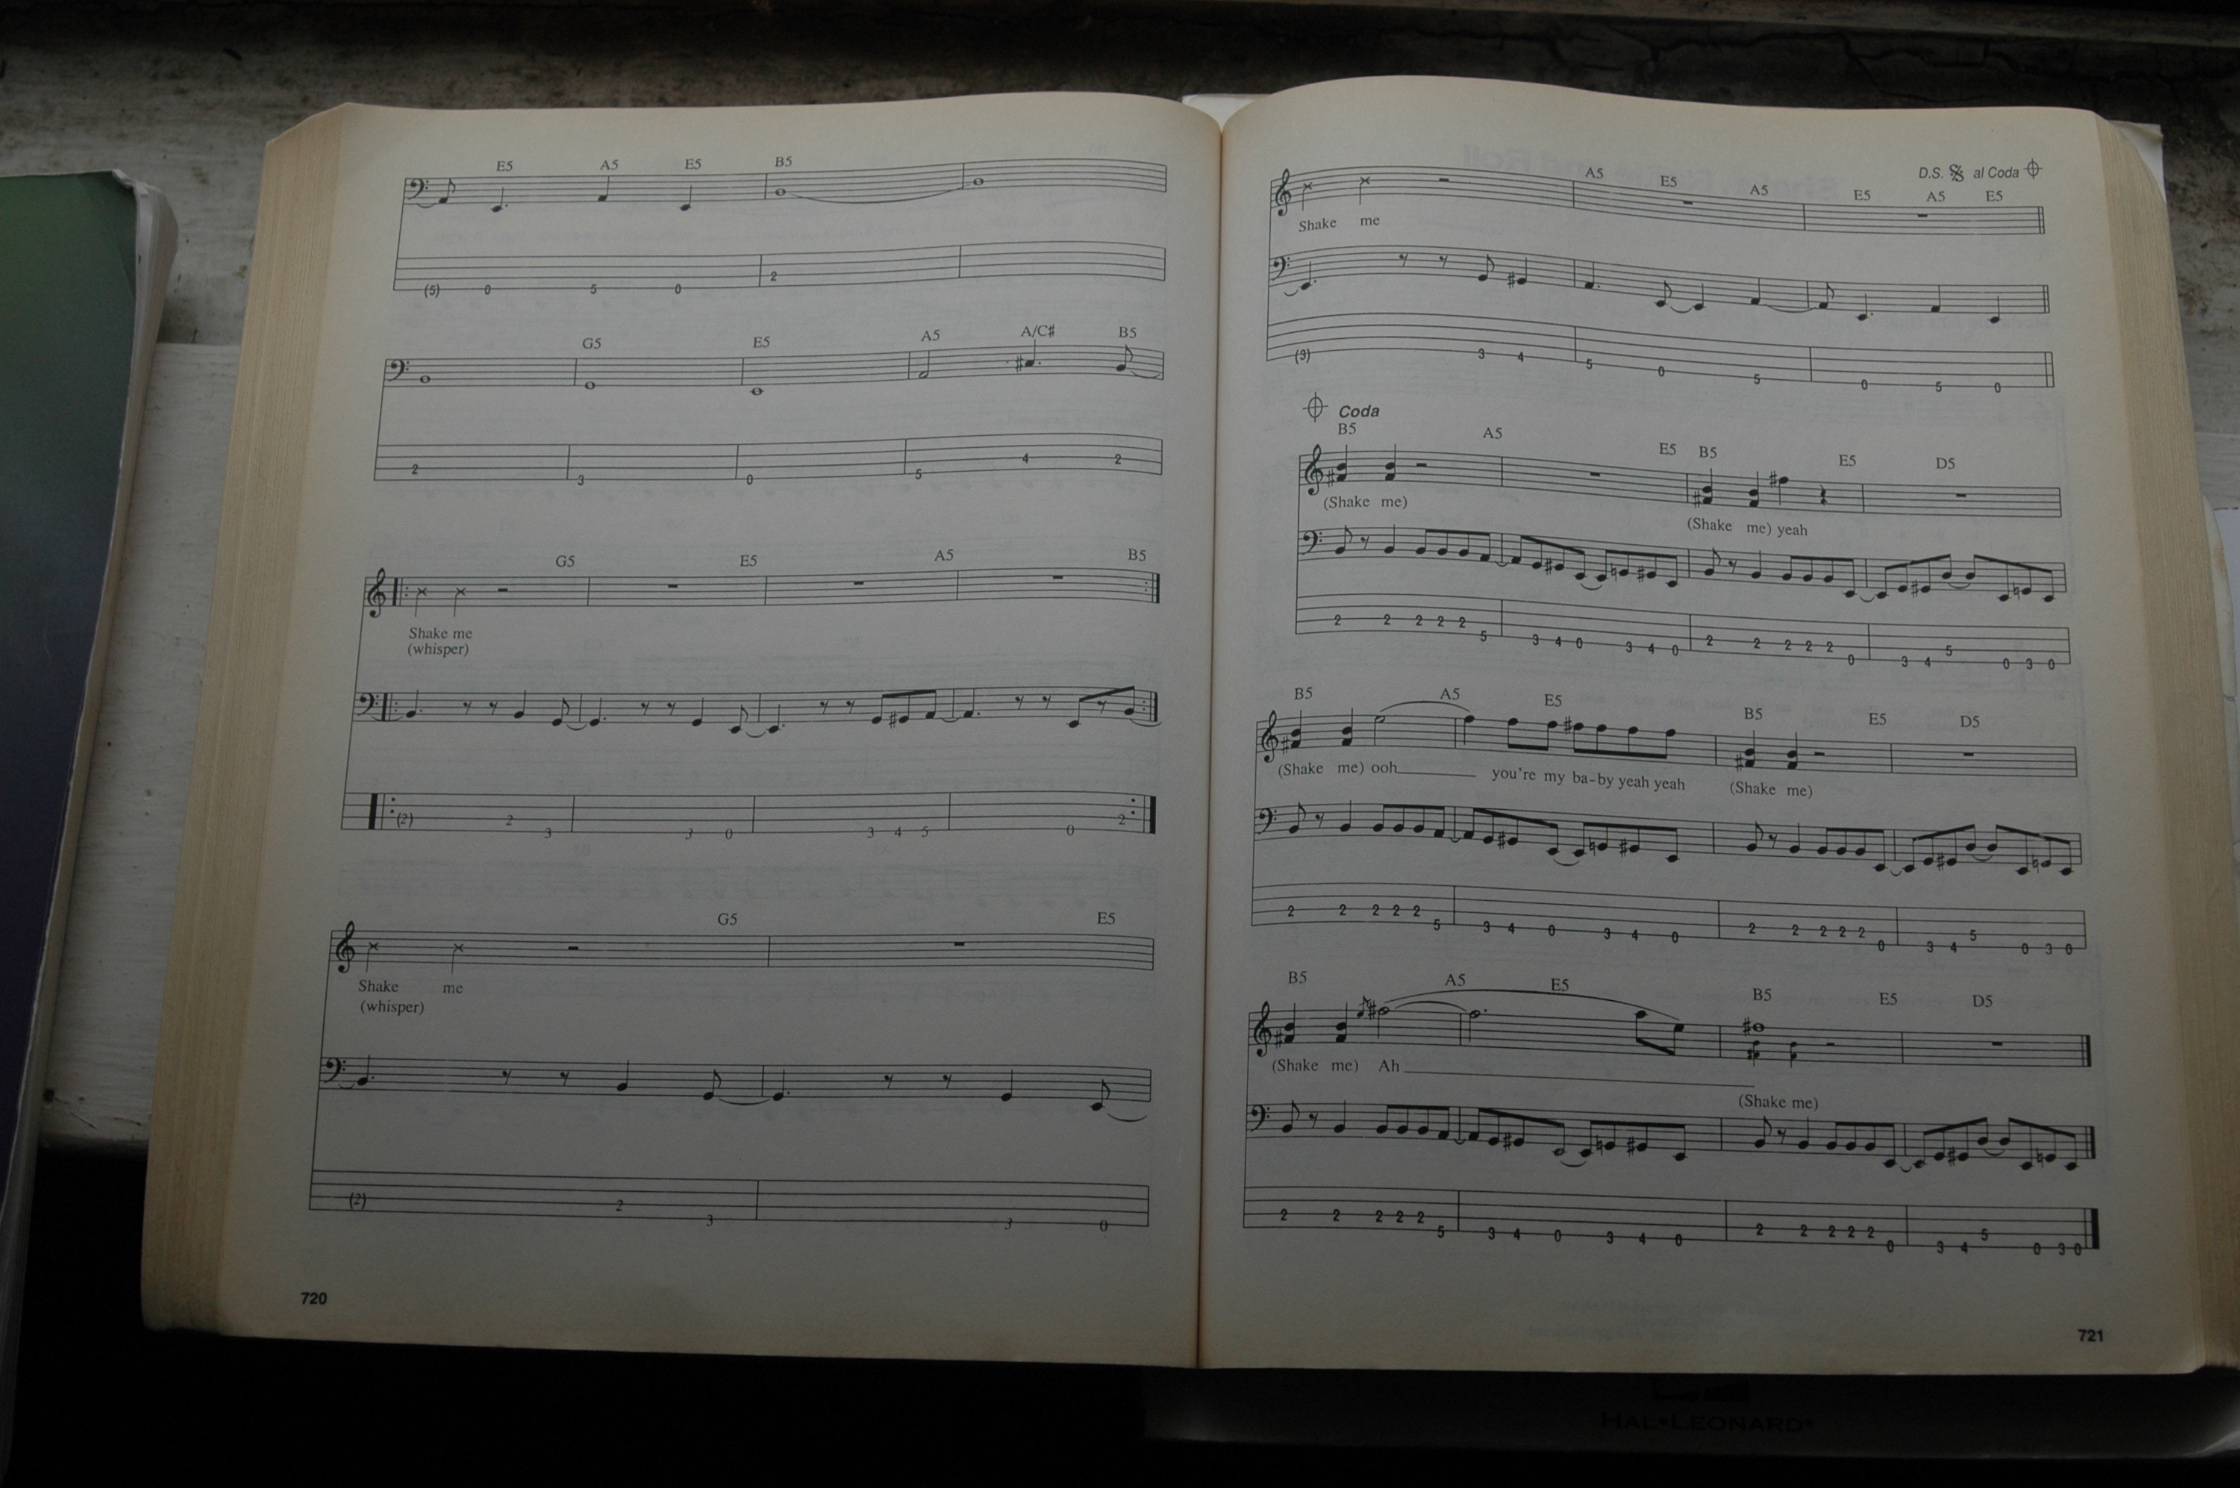 E5 A5 E5 B5
(5) 0 5 0 2
G5 E5 A5 A/C# B5
2 3 0 5 4 2
G5 E5 A5 B5
Shake me
(whisper)
(2) 2 3 3 0 3 4 5 0 2
G5 E5
Shake me
(whisper)
(2) 2 3 3 0
720
D.S. al Coda
A5 E5 A5 E5 A5 E5
Shake me
(3) 3 4 5 0 5 0 5 0
Coda
B5 A5 E5 B5 E5 D5
(Shake me) (Shake me) yeah
2 2 2 2 2 5 3 4 0 3 4 0 2 2 2 2 2 0 3 4 5 0 3 0
B5 A5 E5 B5 E5 D5
(Shake me) ooh you're my ba-by yeah yeah (Shake me)
2 2 2 2 2 5 3 4 0 3 4 0 2 2 2 2 2 0 3 4 5 0 3 0
B5 A5 E5 B5 E5 D5
(Shake me) Ah
(Shake me)
2 2 2 2 2 5 3 4 0 3 4 0 2 2 2 2 2 0 3 4 5 0 3 0
721
HAL•LEONARD®